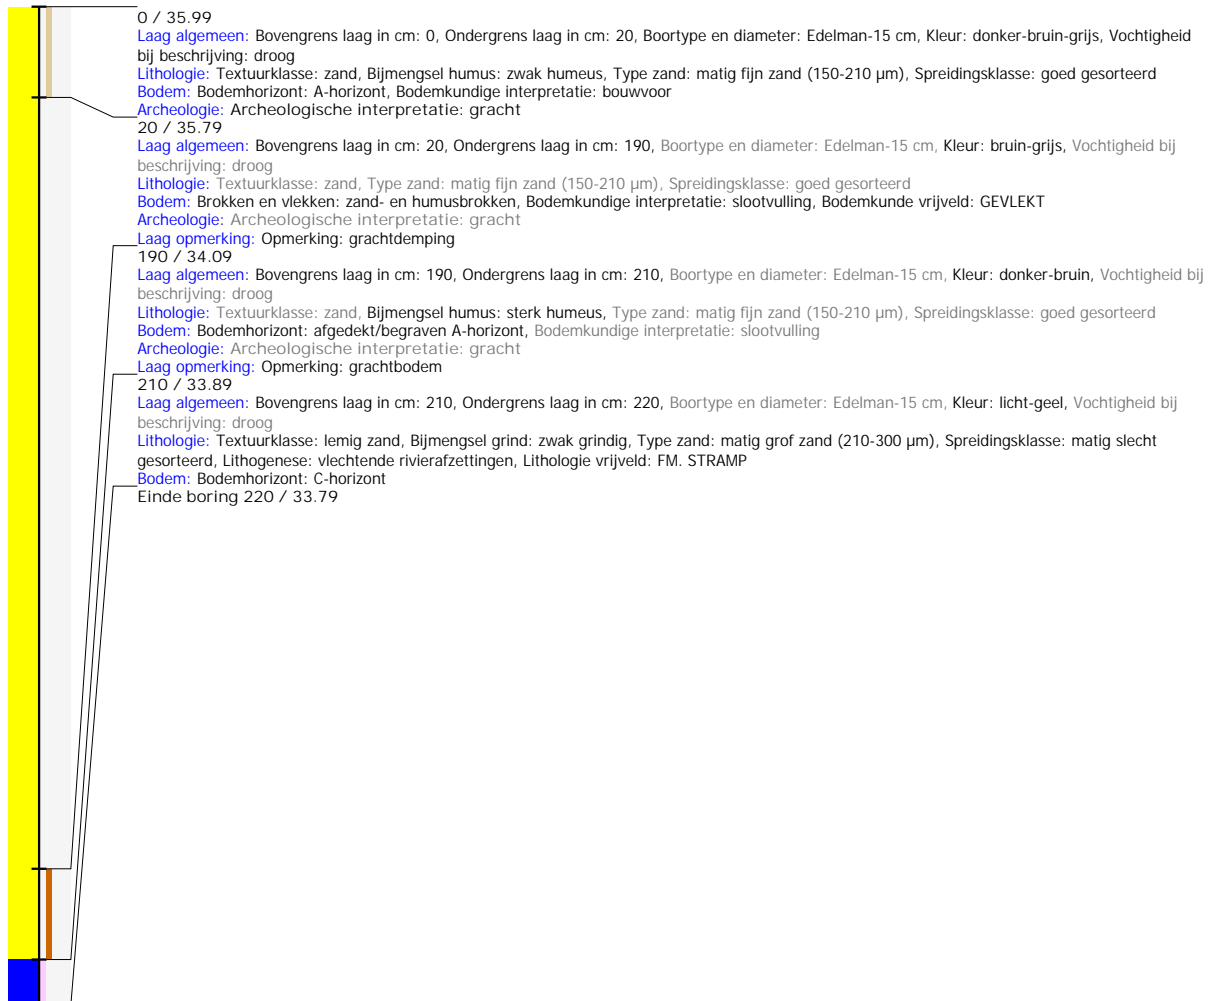 0 / 35.99
Laag algemeen: Bovengrens laag in cm: 0, Ondergrens laag in cm: 20, Boortype en diameter: Edelman-15 cm, Kleur: donker-bruin-grijs, Vochtigheid
bij beschrijving: droog
Lithologie: Textuurklasse: zand, Bijmengsel humus: zwak humeus, Type zand: matig fijn zand (150-210 µm), Spreidingsklasse: goed gesorteerd
Bodem: Bodemhorizont: A-horizont, Bodemkundige interpretatie: bouwvoor
Archeologie: Archeologische interpretatie: gracht
20 / 35.79
Laag algemeen: Bovengrens laag in cm: 20, Ondergrens laag in cm: 190, Boortype en diameter: Edelman-15 cm, Kleur: bruin-grijs, Vochtigheid bij
beschrijving: droog
Lithologie: Textuurklasse: zand, Type zand: matig fijn zand (150-210 µm), Spreidingsklasse: goed gesorteerd
Bodem: Brokken en vlekken: zand- en humusbrokken, Bodemkundige interpretatie: slootvulling, Bodemkunde vrijveld: GEVLEKT
Archeologie: Archeologische interpretatie: gracht
Laag opmerking: Opmerking: grachtdemping
190 / 34.09
Laag algemeen: Bovengrens laag in cm: 190, Ondergrens laag in cm: 210, Boortype en diameter: Edelman-15 cm, Kleur: donker-bruin, Vochtigheid bij
beschrijving: droog
Lithologie: Textuurklasse: zand, Bijmengsel humus: sterk humeus, Type zand: matig fijn zand (150-210 µm), Spreidingsklasse: goed gesorteerd
Bodem: Bodemhorizont: afgedekt/begraven A-horizont, Bodemkundige interpretatie: slootvulling
Archeologie: Archeologische interpretatie: gracht
Laag opmerking: Opmerking: grachtbodem
210 / 33.89
Laag algemeen: Bovengrens laag in cm: 210, Ondergrens laag in cm: 220, Boortype en diameter: Edelman-15 cm, Kleur: licht-geel, Vochtigheid bij
beschrijving: droog
Lithologie: Textuurklasse: lemig zand, Bijmengsel grind: zwak grindig, Type zand: matig grof zand (210-300 µm), Spreidingsklasse: matig slecht
gesorteerd, Lithogenese: vlechtende rivierafzettingen, Lithologie vrijveld: FM. STRAMP
Bodem: Bodemhorizont: C-horizont
Einde boring 220 / 33.79